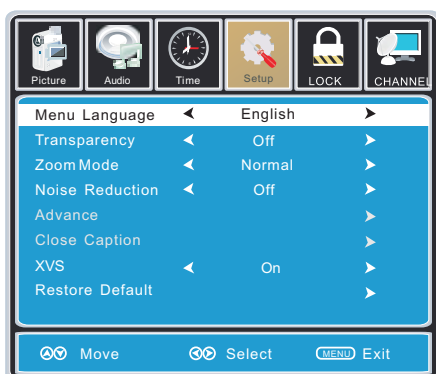 Picture Audio Time Setup LOCK CHANNEL
Menu Language English
Transparency Off
Zoom Mode Normal
Noise Reduction Off
Advance
Close Caption
XVS On
Restore Default
Move Select MENU Exit